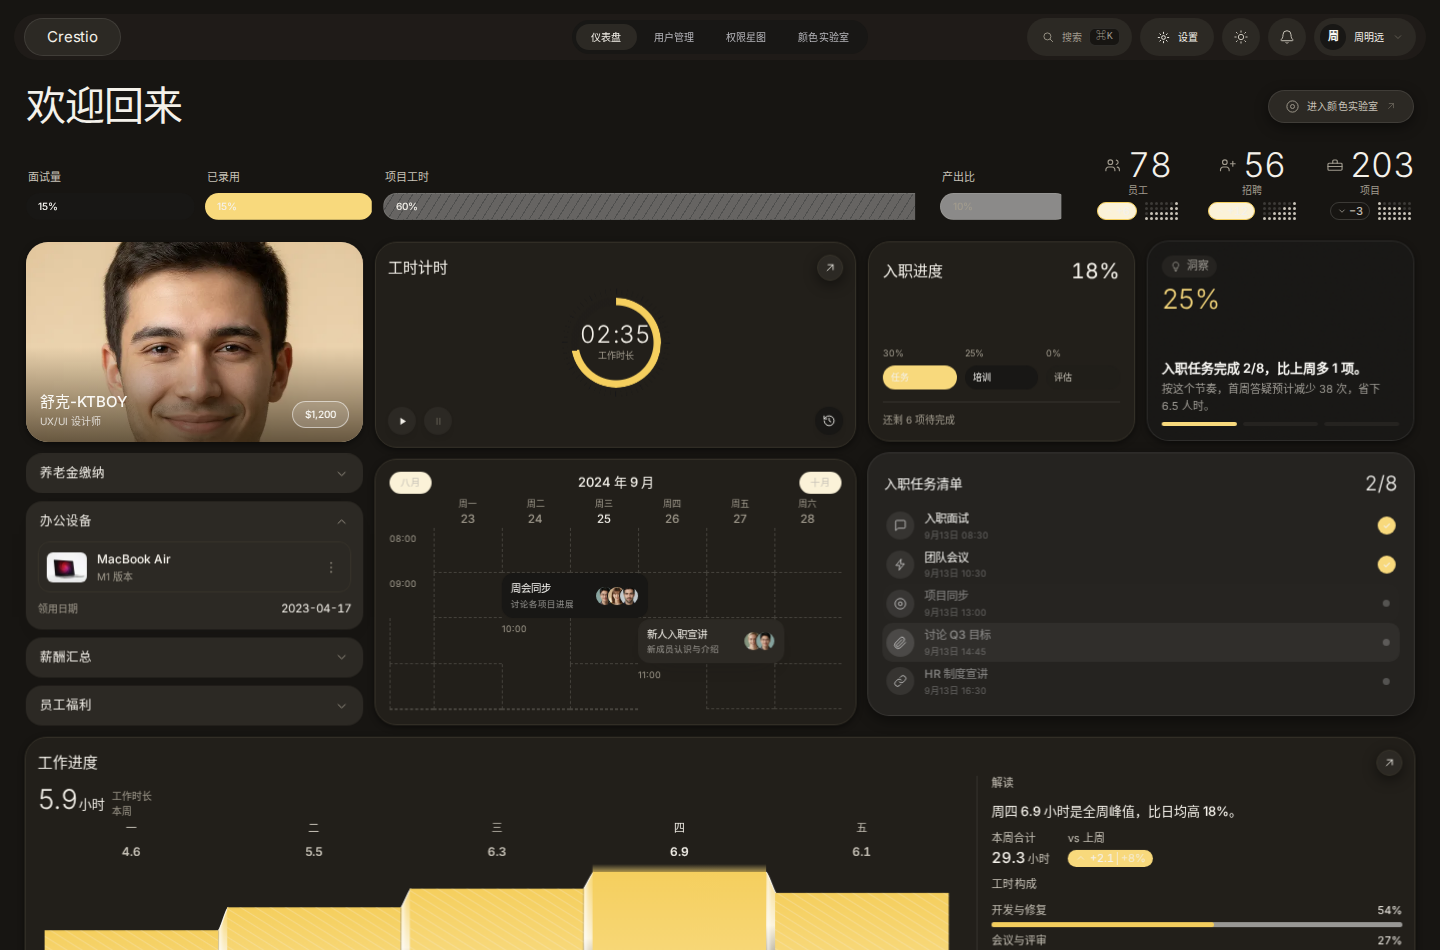 Crestio
仪表盘
用户管理
权限星图
颜色实验室
搜索 ⌘K
设置
周 周明远
欢迎回来
进入颜色实验室
面试量
15%
已录用
15%
项目工时
60%
产出比
10%
78
员工
56
招聘
203
项目
−3
舒克-KTBOY
UX/UI 设计师
$1,200
养老金缴纳
办公设备
MacBook Air
M1 版本
领用日期 2023-04-17
薪酬汇总
员工福利
工时计时
02:35
工作时长
八月
2024 年 9 月
十月
周一 周二 周三 周四 周五 周六
23 24 25 26 27 28
08:00
09:00
周会同步
讨论各项目进展
10:00
新人入职宣讲
新成员认识与介绍
11:00
入职进度 18%
30% 25% 0%
任务 培训 评估
还剩 6 项待完成
洞察
25%
入职任务完成 2/8，比上周多 1 项。
按这个节奏，首周答疑预计减少 38 次，省下
6.5 人时。
入职任务清单 2/8
入职面试
9月13日 08:30
团队会议
9月13日 10:30
项目同步
9月13日 13:00
讨论 Q3 目标
9月13日 14:45
HR 制度宣讲
9月13日 16:30
工作进度
5.9 小时
工作时长
本周
一 二 三 四 五
4.6 5.5 6.3 6.9 6.1
解读
周四 6.9 小时是全周峰值，比日均高 18%。
本周合计 vs 上周
29.3 小时 +2.1 | +8%
工时构成
开发与修复 54%
会议与评审 27%